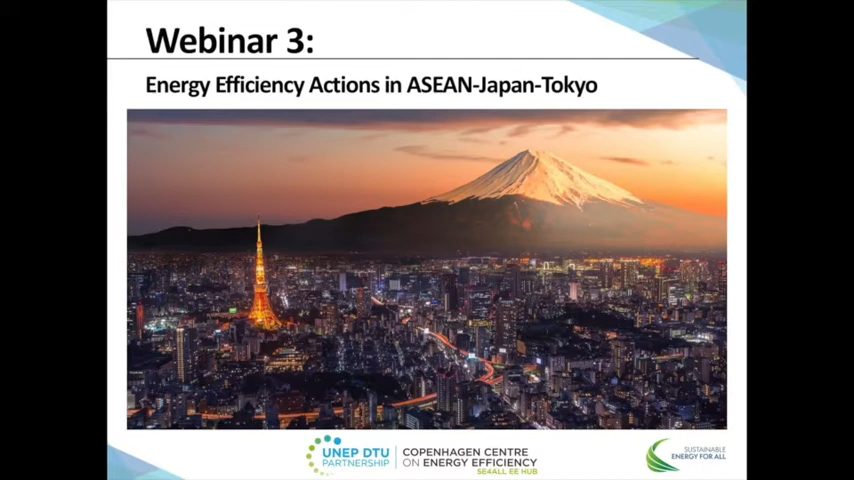 Webinar 3:
Energy Efficiency Actions in ASEAN-Japan-Tokyo
UNEP DTU
PARTNERSHIP
COPENHAGEN CENTRE
ON ENERGY EFFICIENCY
SE4ALL EE HUB
SUSTAINABLE
ENERGY FOR ALL